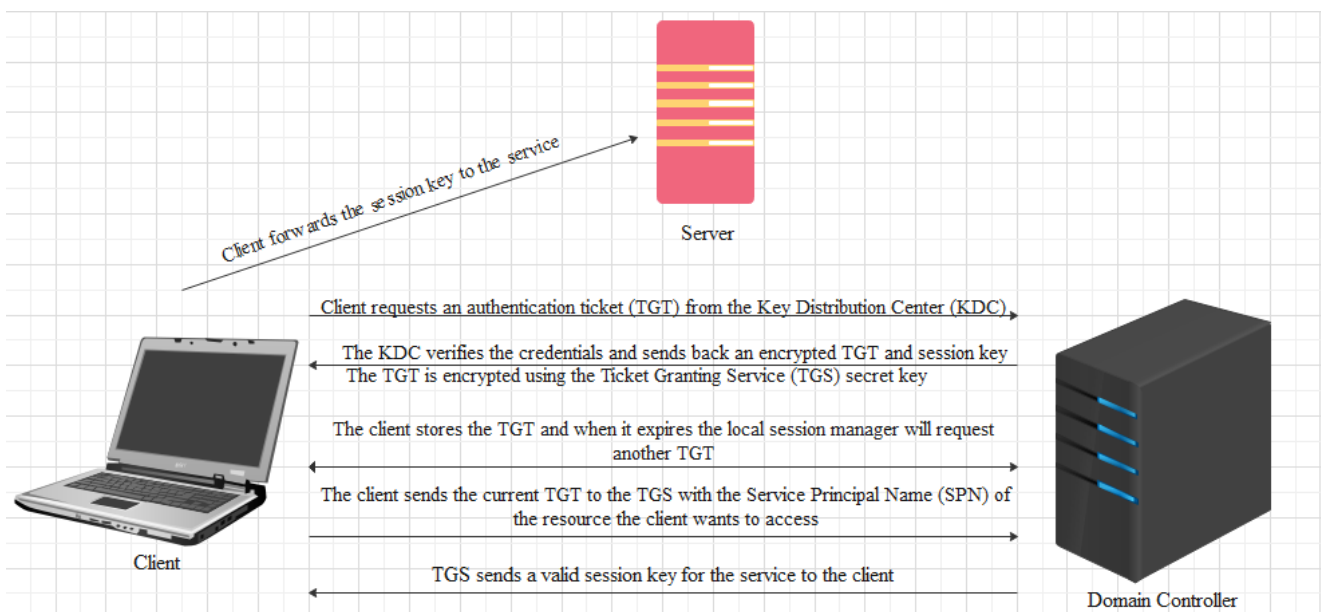 Client forwards the session key to the service
Server
Client requests an authentication ticket (TGT) from the Key Distribution Center (KDC)
The KDC verifies the credentials and sends back an encrypted TGT and session key
The TGT is encrypted using the Ticket Granting Service (TGS) secret key
The client stores the TGT and when it expires the local session manager will request
another TGT
The client sends the current TGT to the TGS with the Service Principal Name (SPN) of
the resource the client wants to access
Client
TGS sends a valid session key for the service to the client
Domain Controller